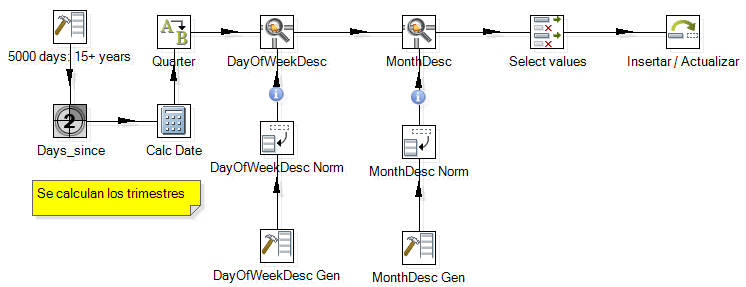 5000 days: 15+ years
Quarter
DayOfWeekDesc
MonthDesc
Select values
Insertar / Actualizar
2
Days_since
A
B
Calc Date
i
i
DayOfWeekDesc Norm
MonthDesc Norm
Se calculan los trimestres
DayOfWeekDesc Gen
MonthDesc Gen